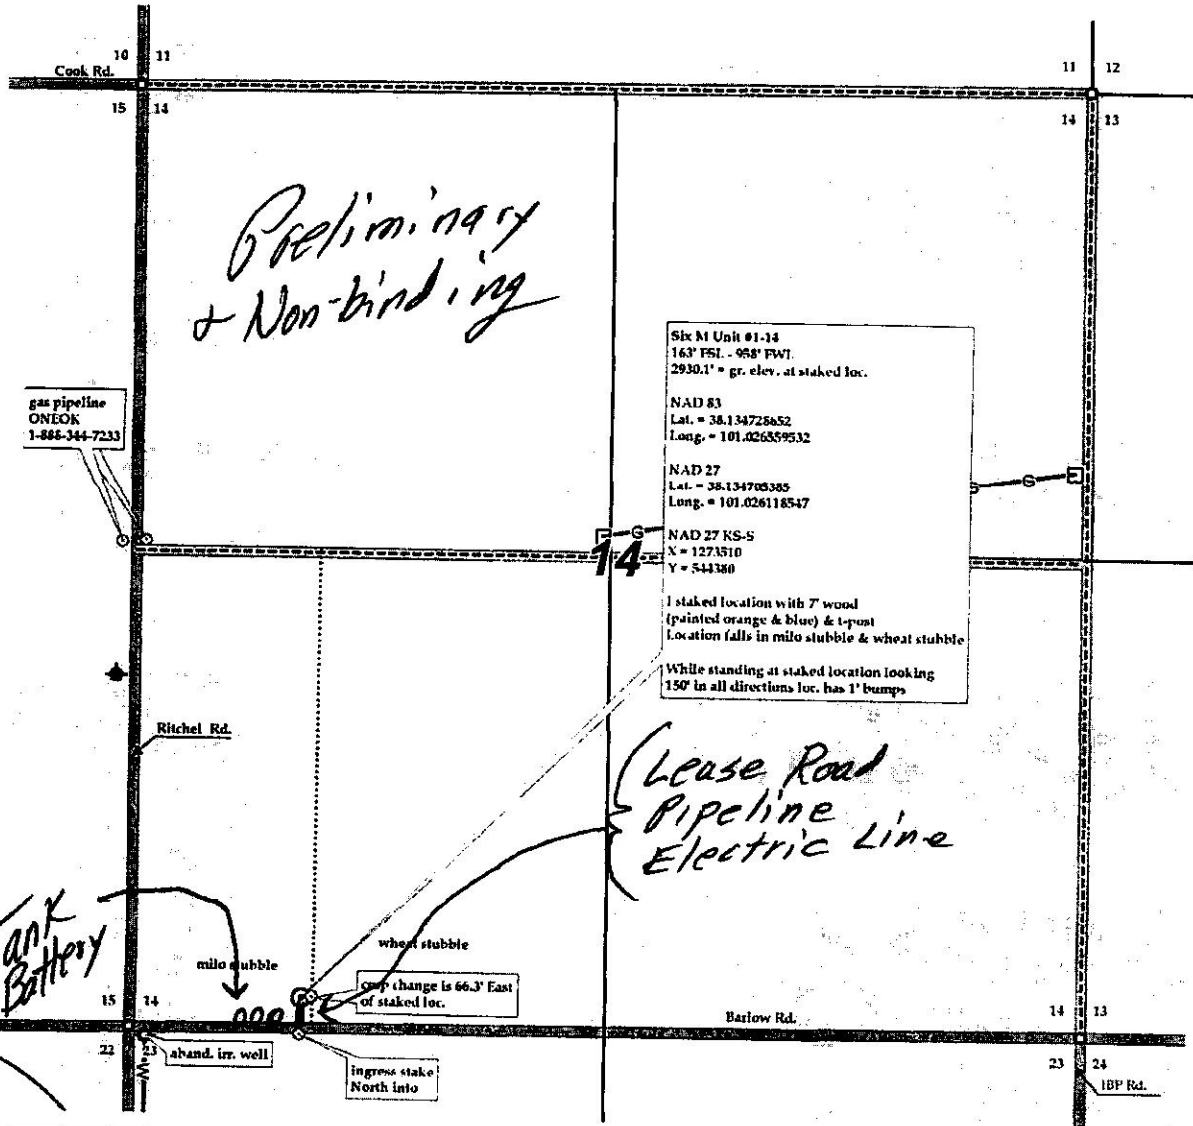 10 11
Cook Rd.
11 12
15 14
14 13
Preliminary
& Non-binding
Six M Unit #1-14
163' FSL - 958' FWL
2930.1' = gr. elev. at staked loc.
NAD 83
Lat. = 38.134728652
Long. = 101.026559532
NAD 27
Lat. = 38.134705385
Long. = 101.026118547
NAD 27 KS-S
X = 1273510
Y = 544380
I staked location with 7' wood
(painted orange & blue) & t-post
Location falls in milo stubble & wheat stubble
While standing at staked location looking
150' in all directions loc. has 1' bumps
gas pipeline
ONEOK
1-888-344-7233
G
G
14
Ritchel Rd.
Lease Road
Pipeline
Electric Line
Tank
Battery
wheat stubble
milo stubble
crop change is 66.3' East
of staked loc.
15 14
Barlow Rd.
14 13
22 23
aband. irr. well
ingress stake
North into
W
23 24
IBP Rd.